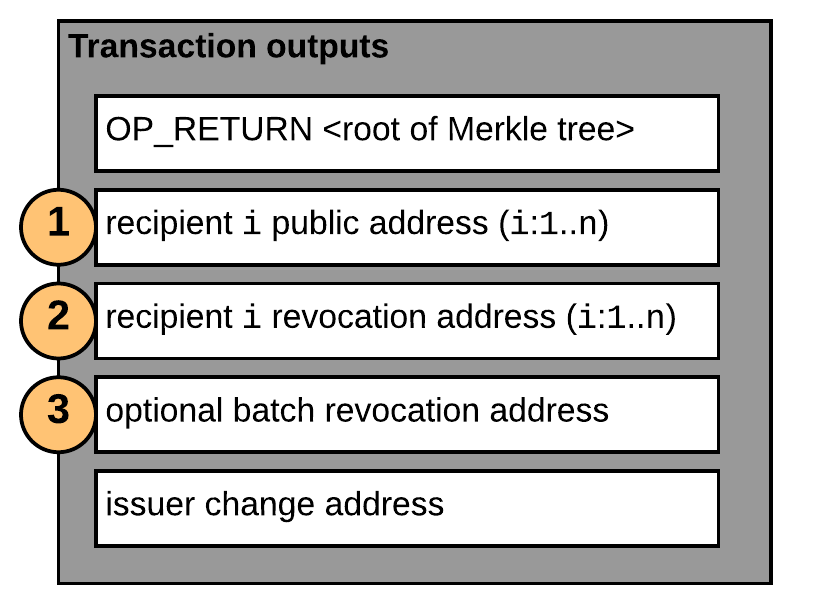 Transaction outputs
OP_RETURN <root of Merkle tree>
1 recipient i public address (i:1..n)
2 recipient i revocation address (i:1..n)
3 optional batch revocation address
issuer change address